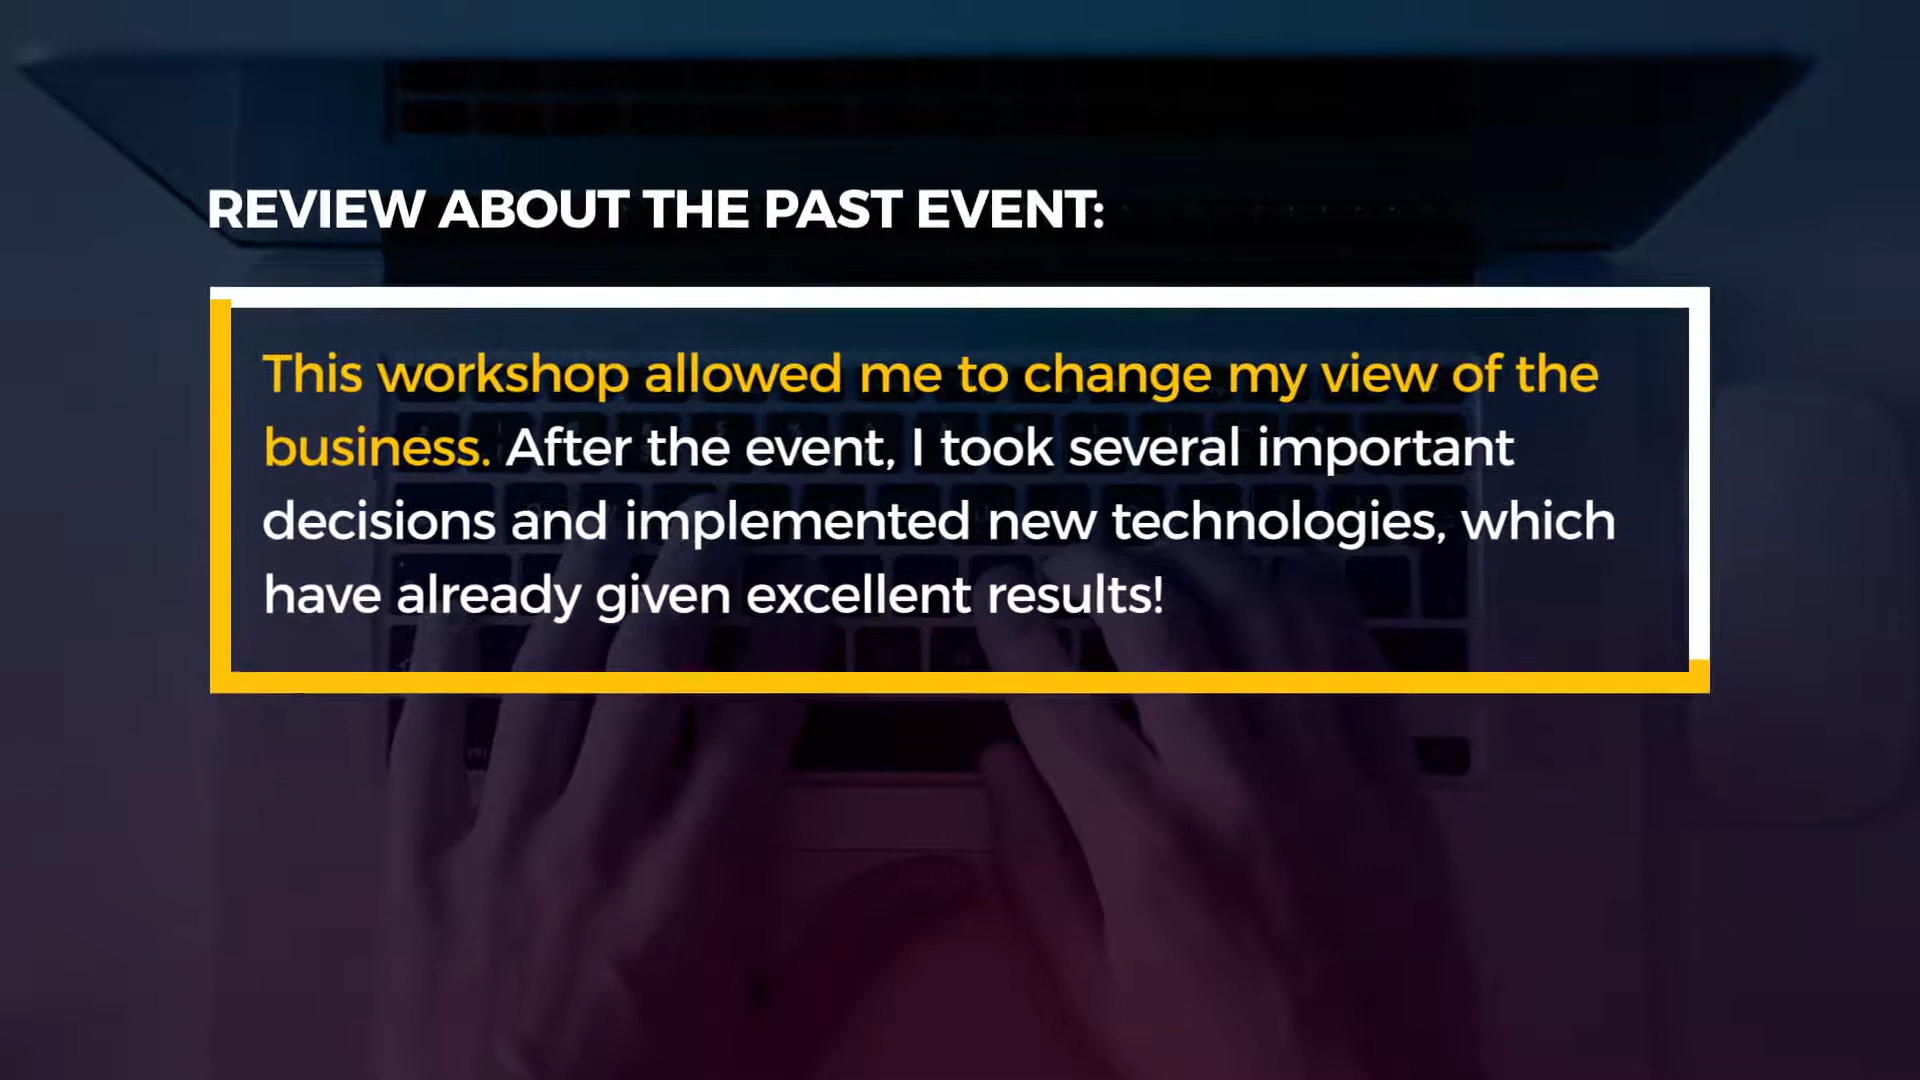 REVIEW ABOUT THE PAST EVENT:
This workshop allowed me to change my view of the
business. After the event, I took several important
decisions and implemented new technologies, which
have already given excellent results!